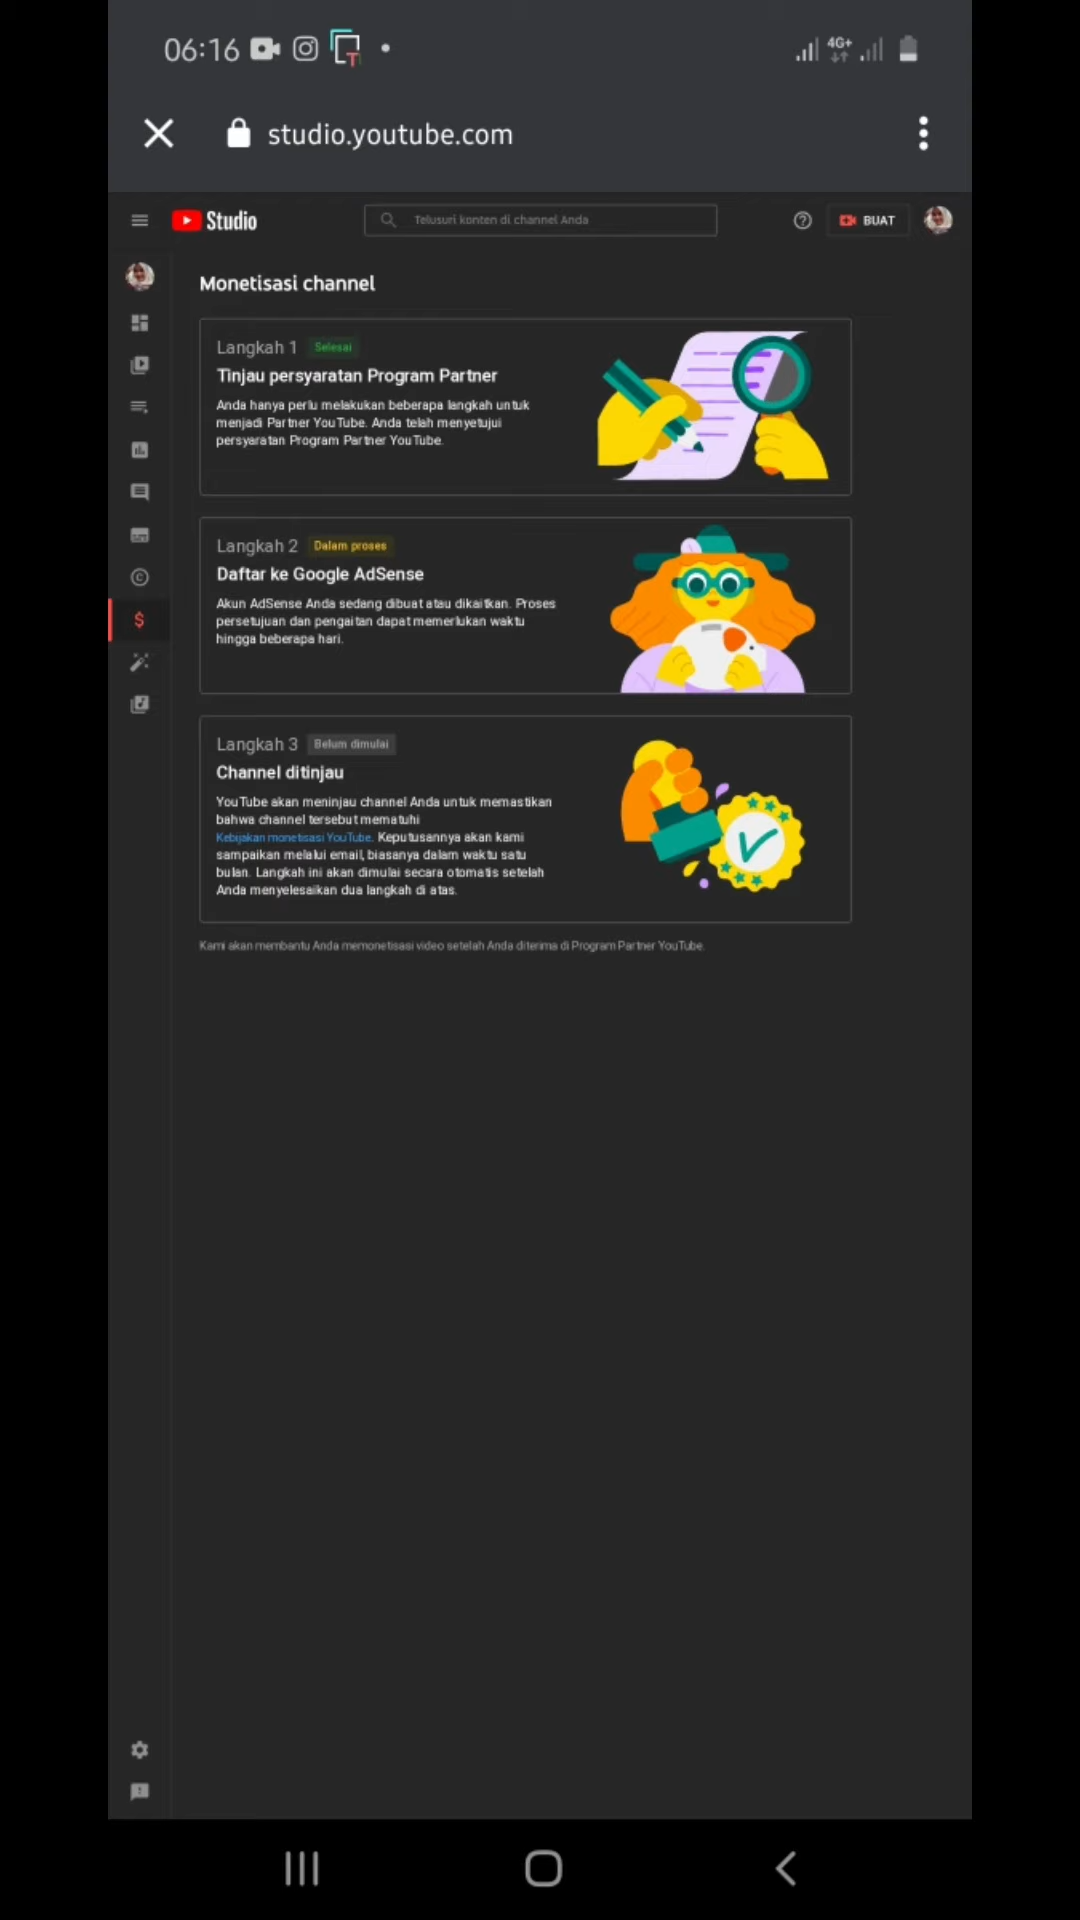 06:16
4G+
studio.youtube.com
Studio
Telusuri konten di channel Anda
BUAT
Monetisasi channel
Langkah 1 Selesai
Tinjau persyaratan Program Partner
Anda hanya perlu melakukan beberapa langkah untuk
menjadi Partner YouTube. Anda telah menyetujui
persyaratan Program Partner YouTube.
Langkah 2 Dalam proses
Daftar ke Google AdSense
Akun AdSense Anda sedang dibuat atau dikaitkan. Proses
persetujuan dan pengaitan dapat memerlukan waktu
hingga beberapa hari.
Langkah 3 Belum dimulai
Channel ditinjau
YouTube akan meninjau channel Anda untuk memastikan
bahwa channel tersebut mematuhi
Kebijakan monetisasi YouTube. Keputusannya akan kami
sampaikan melalui email, biasanya dalam waktu satu
bulan. Langkah ini akan dimulai secara otomatis setelah
Anda menyelesaikan dua langkah di atas.
Kami akan membantu Anda memonetisasi video setelah Anda diterima di Program Partner YouTube.